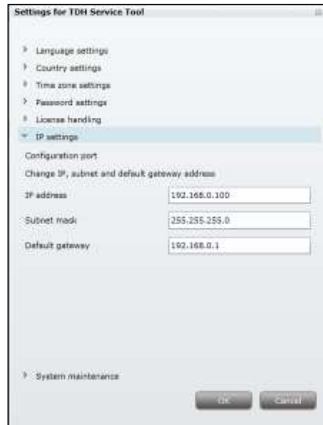 Settings for TDH Service Tool
Language settings
Country settings
Time zone settings
Password settings
License handling
IP settings
Configuration port
Change IP, subnet and default gateway address
IP address 192.168.0.100
Subnet mask 255.255.255.0
Default gateway 192.168.0.1
System maintenance
OK Cancel